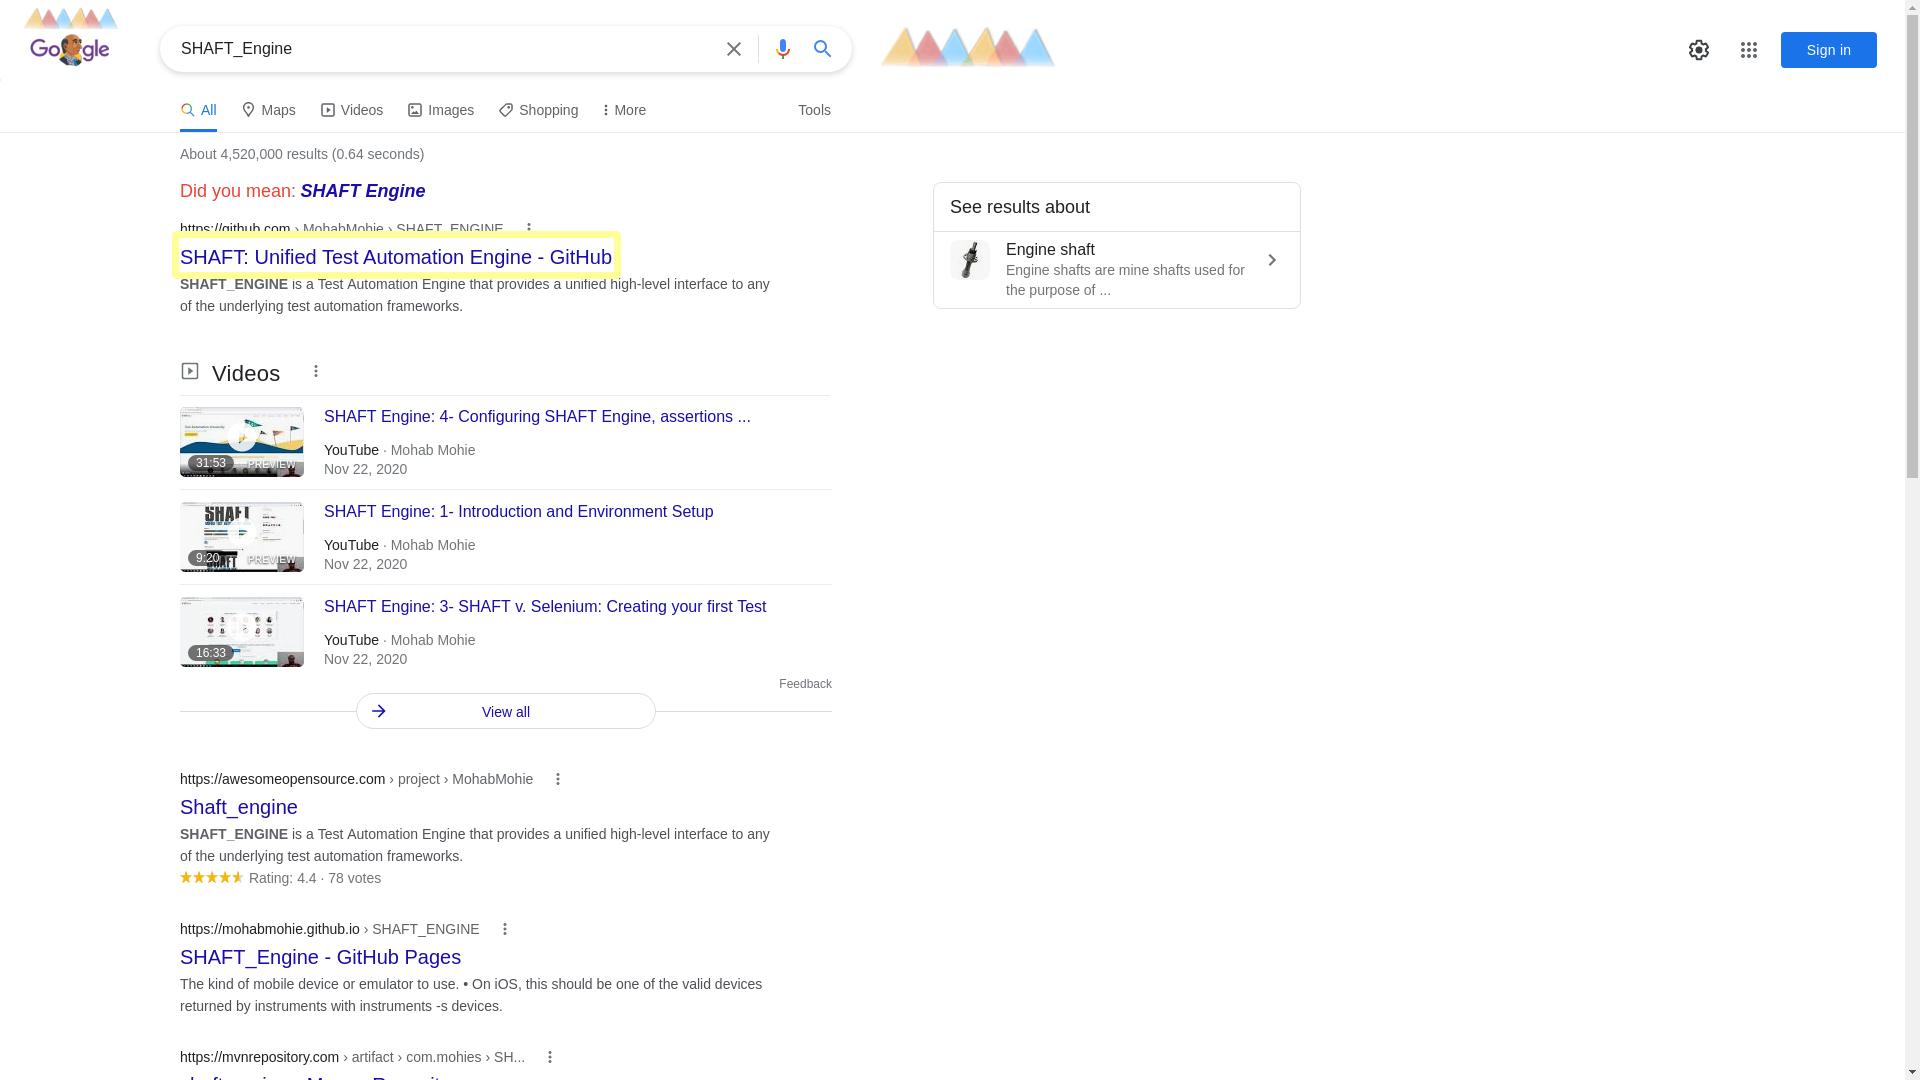 Google
SHAFT_Engine
Sign in
All
Maps
Videos
Images
Shopping
More
Tools
About 4,520,000 results (0.64 seconds)
Did you mean: SHAFT Engine
https://github.com › MohabMohie › SHAFT_ENGINE
SHAFT: Unified Test Automation Engine - GitHub
SHAFT_ENGINE is a Test Automation Engine that provides a unified high-level interface to any
of the underlying test automation frameworks.
See results about
Engine shaft
Engine shafts are mine shafts used for
the purpose of ...
Videos
SHAFT Engine: 4- Configuring SHAFT Engine, assertions ...
31:53
PREVIEW
YouTube · Mohab Mohie
Nov 22, 2020
SHAFT Engine: 1- Introduction and Environment Setup
SHAFT
9:20
PREVIEW
YouTube · Mohab Mohie
Nov 22, 2020
SHAFT Engine: 3- SHAFT v. Selenium: Creating your first Test
16:33
YouTube · Mohab Mohie
Nov 22, 2020
Feedback
View all
https://awesomeopensource.com › project › MohabMohie
Shaft_engine
SHAFT_ENGINE is a Test Automation Engine that provides a unified high-level interface to any
of the underlying test automation frameworks.
Rating: 4.4 · 78 votes
https://mohabmohie.github.io › SHAFT_ENGINE
SHAFT_Engine - GitHub Pages
The kind of mobile device or emulator to use. • On iOS, this should be one of the valid devices
returned by instruments with instruments -s devices.
https://mvnrepository.com › artifact › com.mohies › SH...